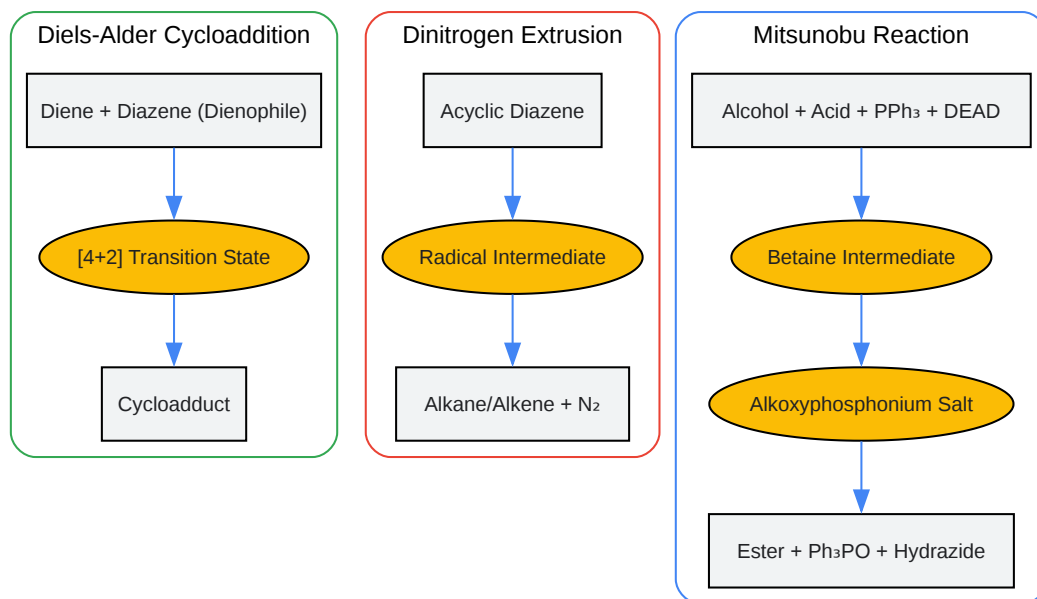 Diels-Alder Cycloaddition
Diene + Diazene (Dienophile)
[4+2] Transition State
Cycloadduct
Dinitrogen Extrusion
Acyclic Diazene
Radical Intermediate
Alkane/Alkene + N₂
Mitsunobu Reaction
Alcohol + Acid + PPh₃ + DEAD
Betaine Intermediate
Alkoxyphosphonium Salt
Ester + Ph₃PO + Hydrazide